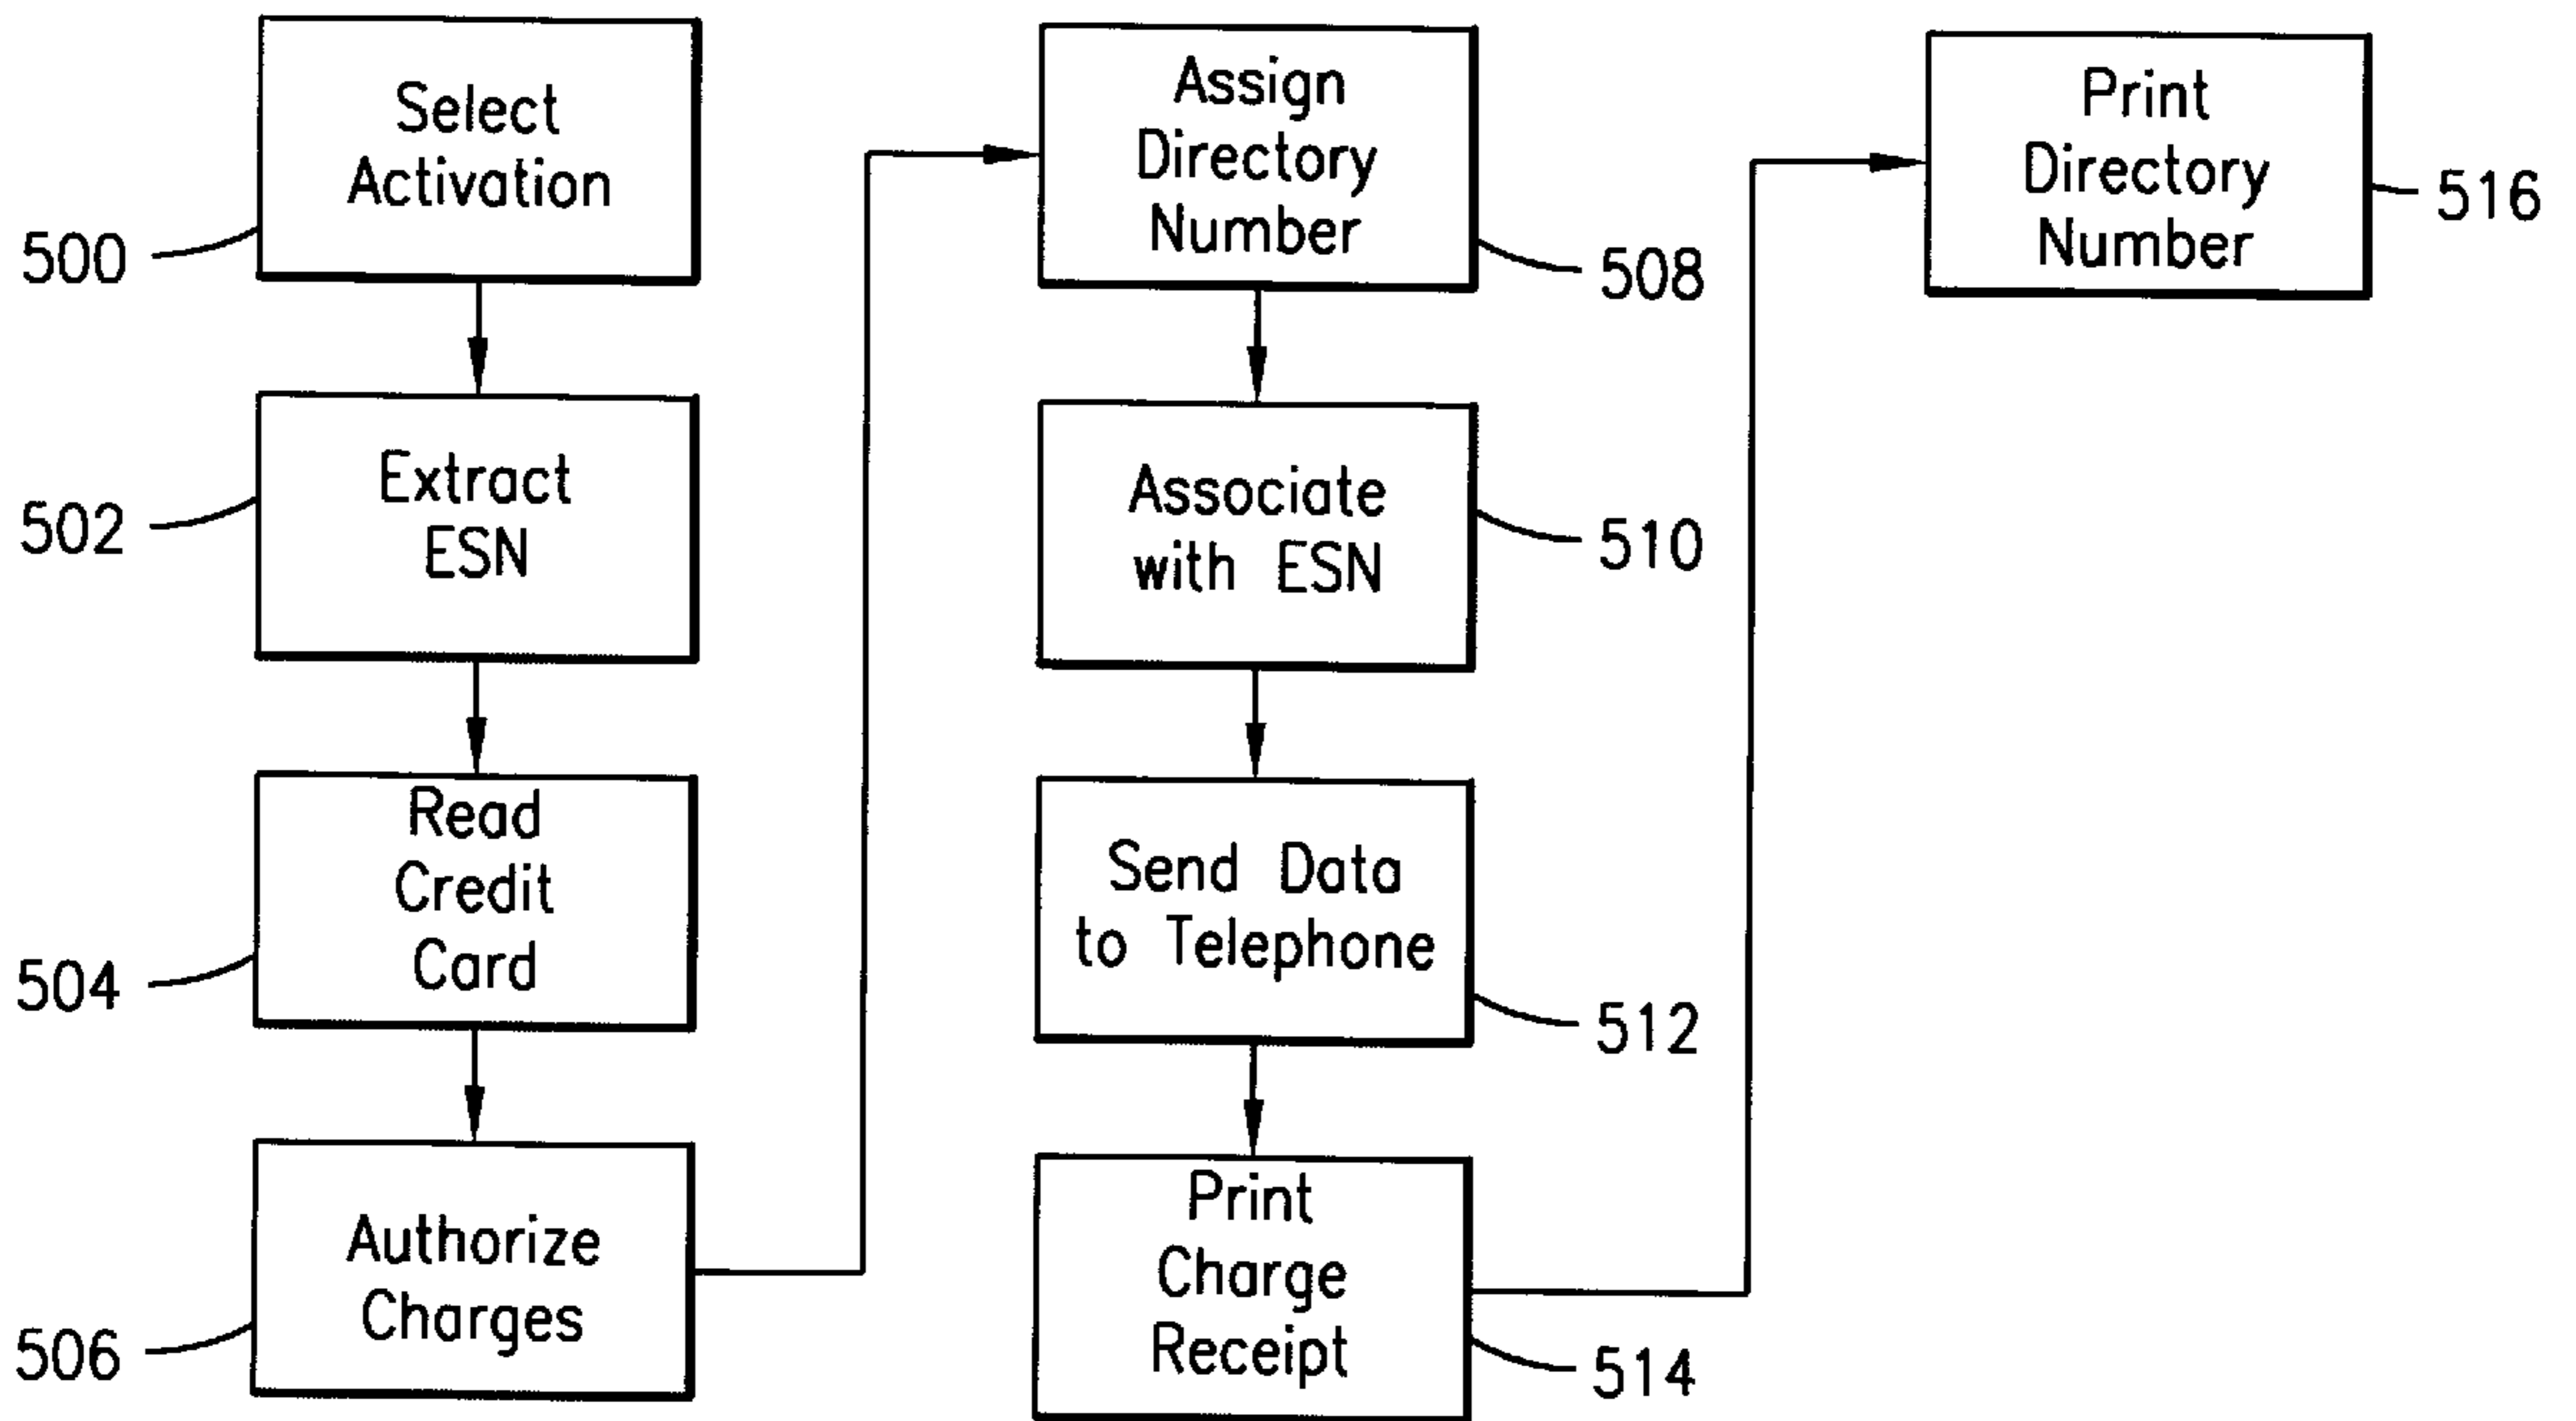 Select
Activation
500
Extract
ESN
502
Read
Credit
Card
504
Authorize
Charges
506
Assign
Directory
Number
508
Associate
with ESN
510
Send Data
to Telephone
512
Print
Charge
Receipt
514
Print
Directory
Number
516